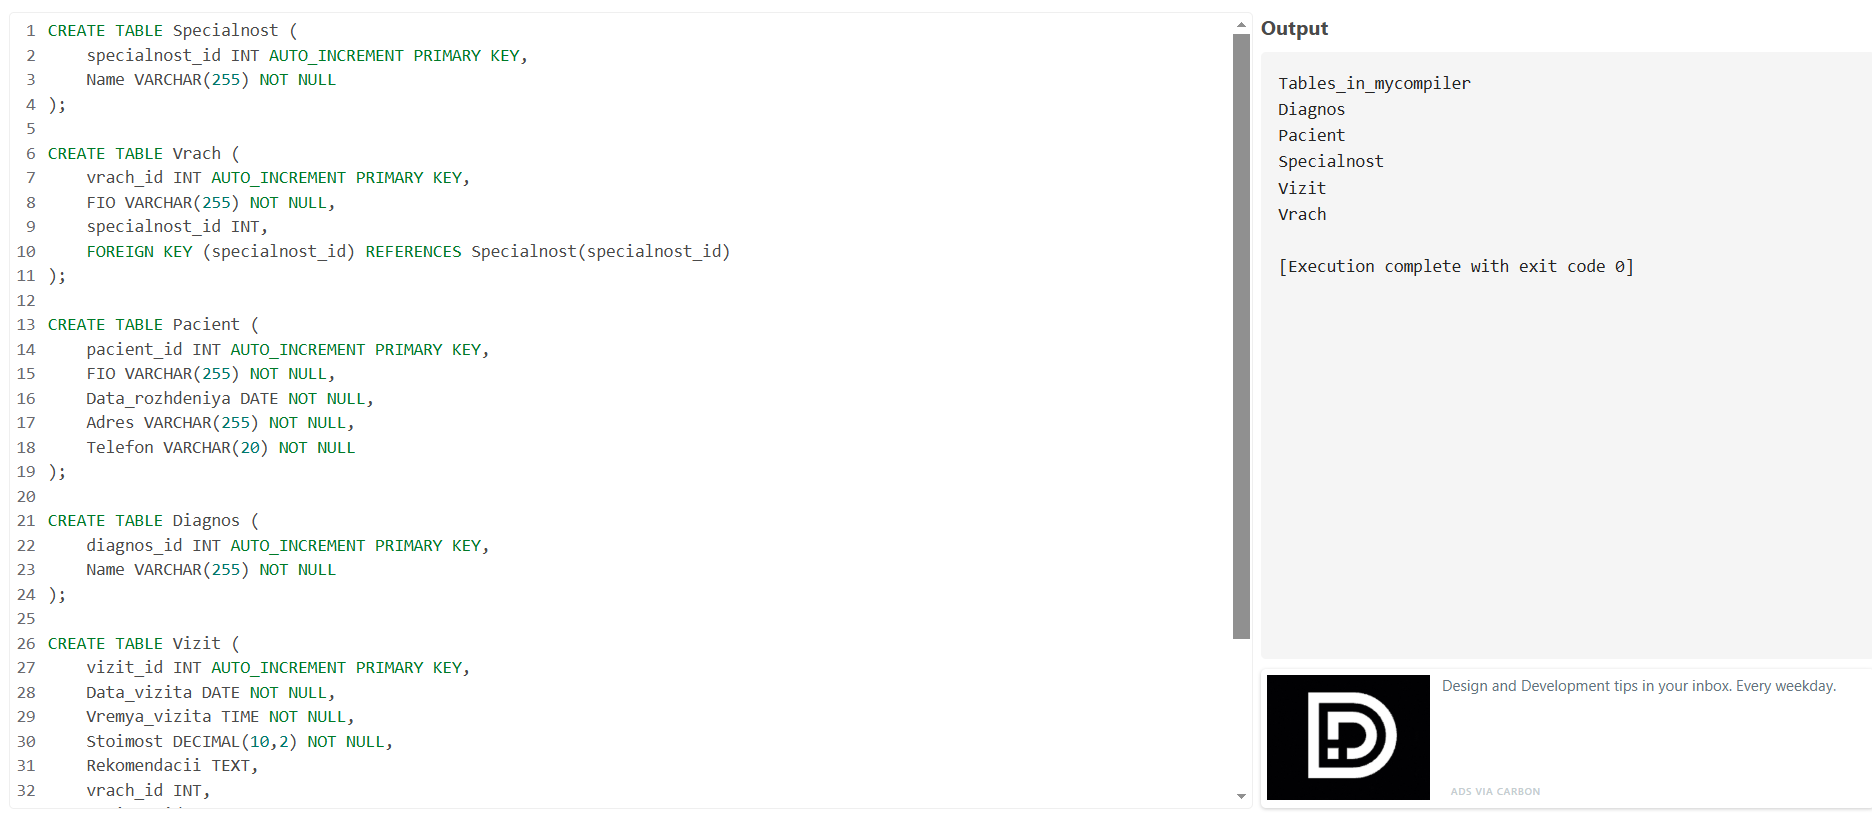 1 CREATE TABLE Specialnost (
2     specialnost_id INT AUTO_INCREMENT PRIMARY KEY,
3     Name VARCHAR(255) NOT NULL
4 );
5
6 CREATE TABLE Vrach (
7     vrach_id INT AUTO_INCREMENT PRIMARY KEY,
8     FIO VARCHAR(255) NOT NULL,
9     specialnost_id INT,
10     FOREIGN KEY (specialnost_id) REFERENCES Specialnost(specialnost_id)
11 );
12
13 CREATE TABLE Pacient (
14     pacient_id INT AUTO_INCREMENT PRIMARY KEY,
15     FIO VARCHAR(255) NOT NULL,
16     Data_rozhdeniya DATE NOT NULL,
17     Adres VARCHAR(255) NOT NULL,
18     Telefon VARCHAR(20) NOT NULL
19 );
20
21 CREATE TABLE Diagnos (
22     diagnos_id INT AUTO_INCREMENT PRIMARY KEY,
23     Name VARCHAR(255) NOT NULL
24 );
25
26 CREATE TABLE Vizit (
27     vizit_id INT AUTO_INCREMENT PRIMARY KEY,
28     Data_vizita DATE NOT NULL,
29     Vremya_vizita TIME NOT NULL,
30     Stoimost DECIMAL(10,2) NOT NULL,
31     Rekomendacii TEXT,
32     vrach_id INT,
Output
Tables_in_mycompiler
Diagnos
Pacient
Specialnost
Vizit
Vrach
[Execution complete with exit code 0]
Design and Development tips in your inbox. Every weekday.
ADS VIA CARBON